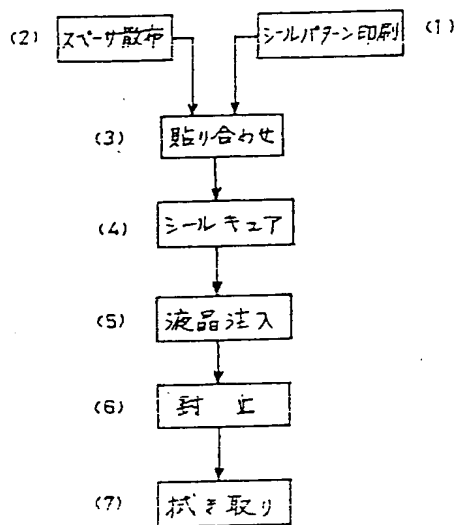 (2) スペーサ散布 シールパターン印刷 (1)
(3) 貼り合わせ
(4) シールキュア
(5) 液晶注入
(6) 封止
(7) 拭き取り